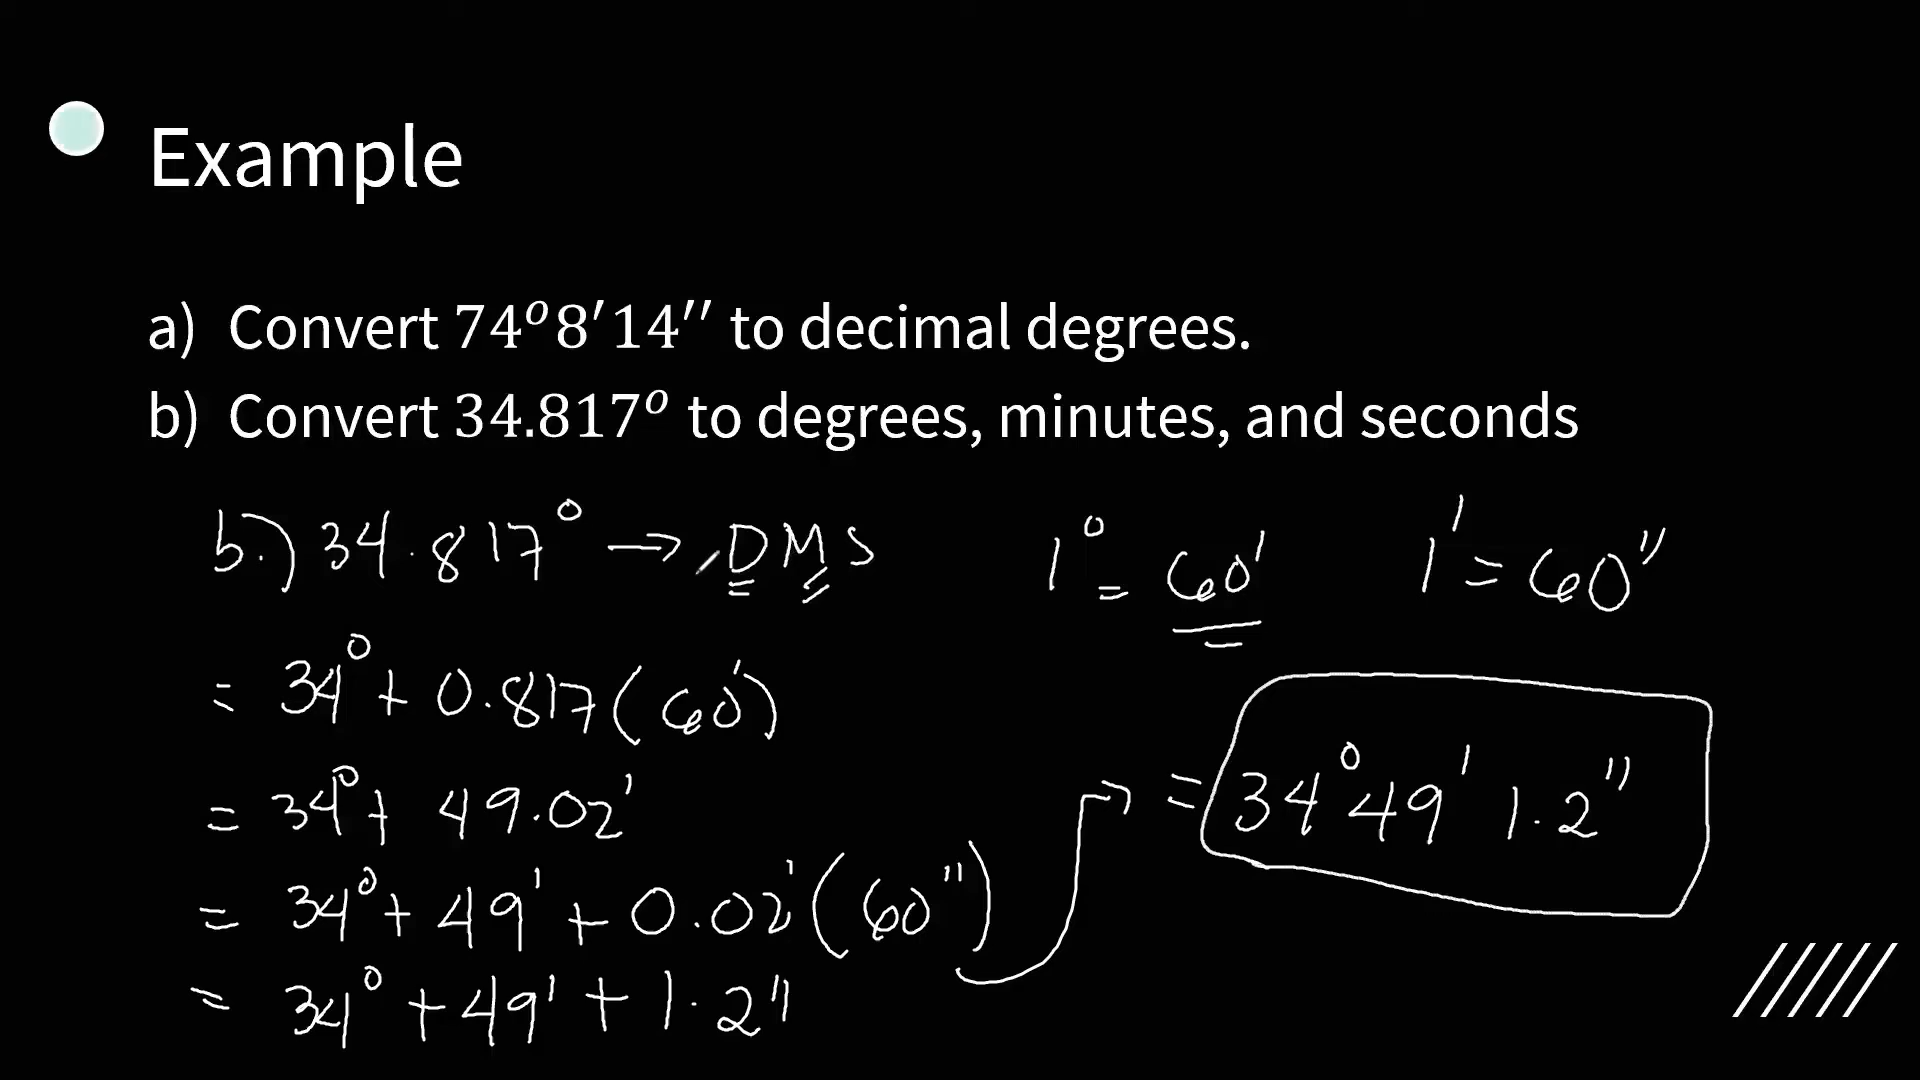 Example
a) Convert 74°8′14′′ to decimal degrees.
b) Convert 34.817° to degrees, minutes, and seconds
b.) 34.817° → DMS 1° = 60' 1' = 60"
= 34° + 0.817(60')
= 34° + 49.02'
= 34° + 49' + 0.02'(60")
= 34° + 49' + 1.2"
= 34° 49' 1.2"